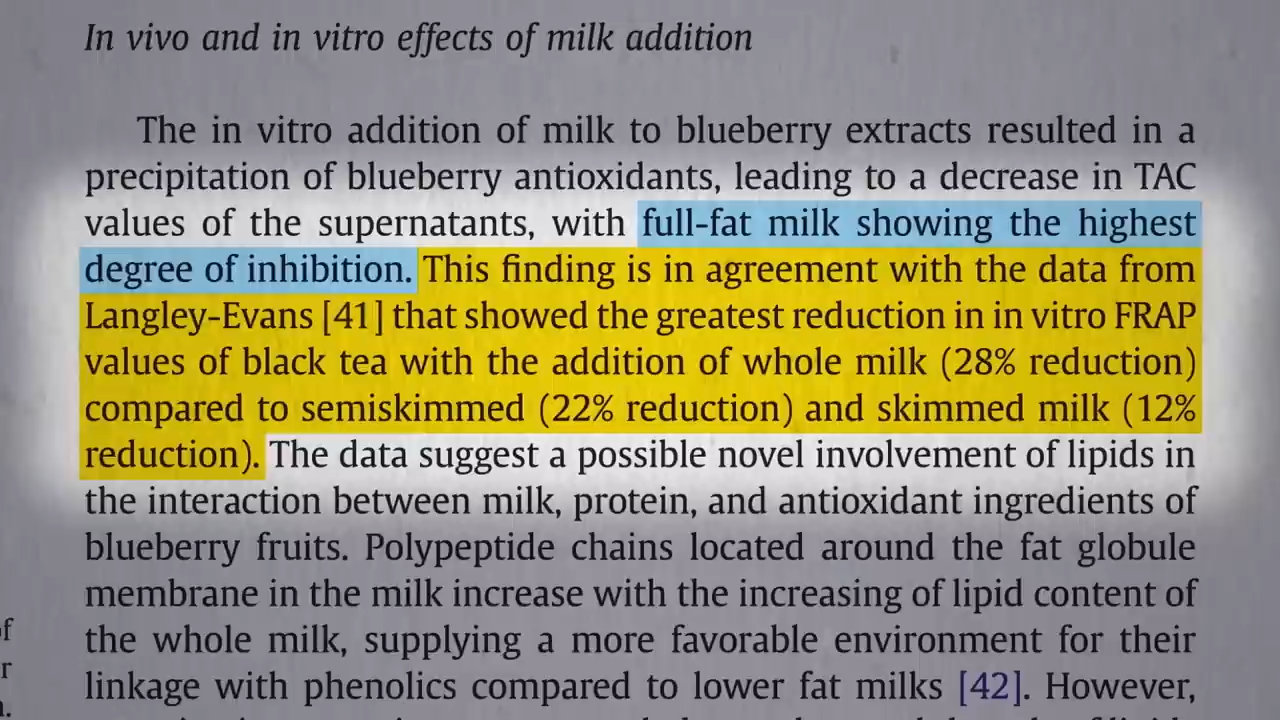 In vivo and in vitro effects of milk addition
The in vitro addition of milk to blueberry extracts resulted in a
precipitation of blueberry antioxidants, leading to a decrease in TAC
values of the supernatants, with full-fat milk showing the highest
degree of inhibition. This finding is in agreement with the data from
Langley-Evans [41] that showed the greatest reduction in in vitro FRAP
values of black tea with the addition of whole milk (28% reduction)
compared to semiskimmed (22% reduction) and skimmed milk (12%
reduction). The data suggest a possible novel involvement of lipids in
the interaction between milk, protein, and antioxidant ingredients of
blueberry fruits. Polypeptide chains located around the fat globule
membrane in the milk increase with the increasing of lipid content of
the whole milk, supplying a more favorable environment for their
linkage with phenolics compared to lower fat milks [42]. However,